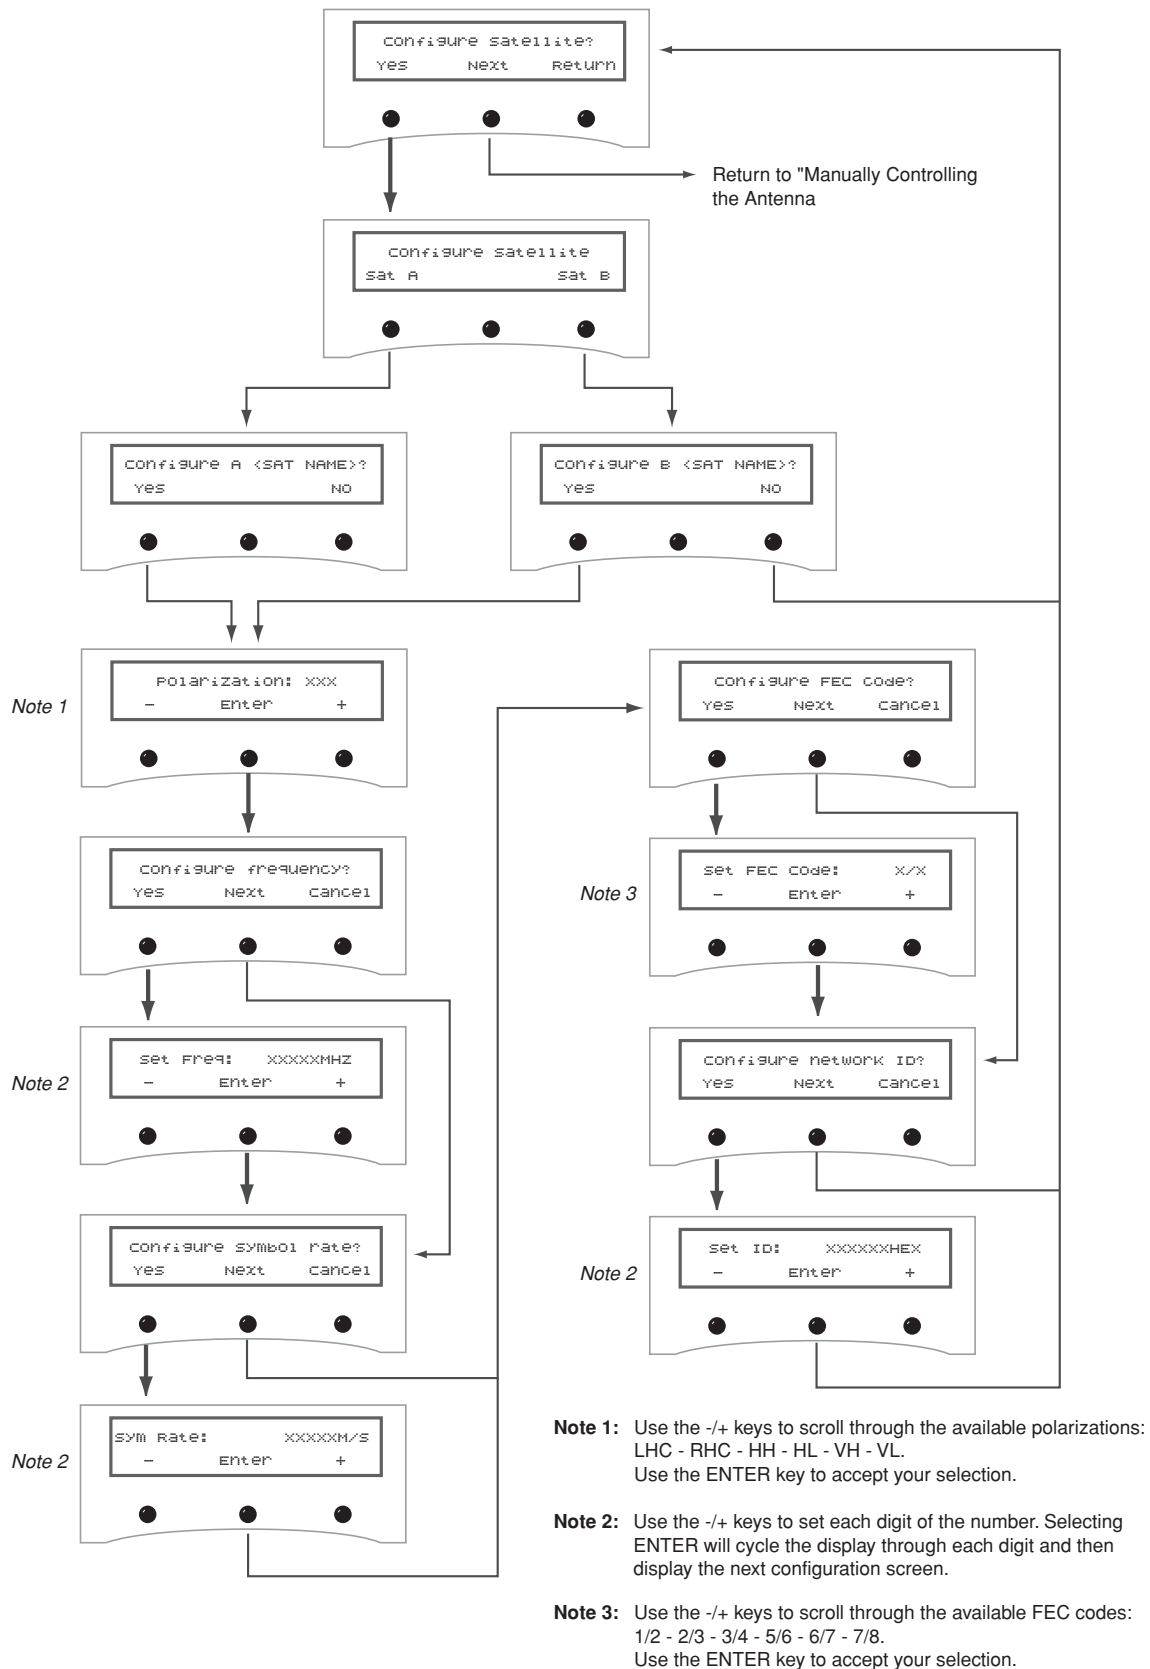 Configure Satellite?
Yes Next Return
Return to "Manually Controlling
the Antenna
Configure Satellite
Sat A Sat B
Configure A <SAT NAME>?
Yes No
Configure B <SAT NAME>?
Yes No
Note 1
Polarization: XXX
- Enter +
Configure frequency?
Yes Next Cancel
Note 2
Set Freq: XXXXXMHz
- Enter +
Configure symbol rate?
Yes Next Cancel
Note 2
Sym Rate: XXXXXM/S
- Enter +
Configure FEC Code?
Yes Next Cancel
Note 3
Set FEC Code: X/X
- Enter +
Configure network ID?
Yes Next Cancel
Note 2
Set ID: XXXXXXHEX
- Enter +
Note 1: Use the -/+ keys to scroll through the available polarizations:
LHC - RHC - HH - HL - VH - VL.
Use the ENTER key to accept your selection.
Note 2: Use the -/+ keys to set each digit of the number. Selecting
ENTER will cycle the display through each digit and then
display the next configuration screen.
Note 3: Use the -/+ keys to scroll through the available FEC codes:
1/2 - 2/3 - 3/4 - 5/6 - 6/7 - 7/8.
Use the ENTER key to accept your selection.